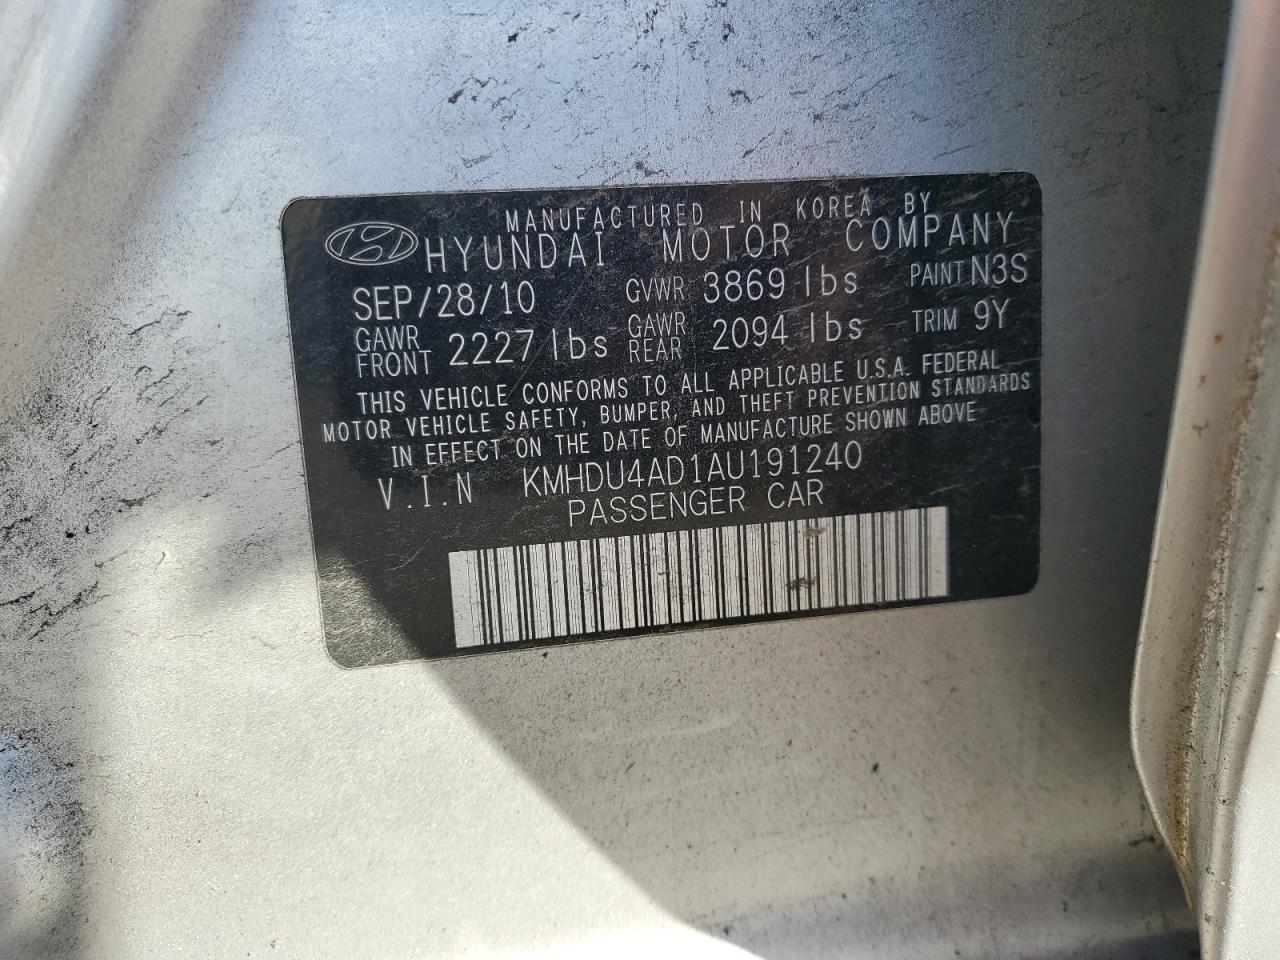 MANUFACTURED IN KOREA BY
HYUNDAI MOTOR COMPANY
SEP/28/10 GVWR 3869 lbs PAINT N3S
GAWR FRONT 2227 lbs GAWR REAR 2094 lbs TRIM 9Y
THIS VEHICLE CONFORMS TO ALL APPLICABLE U.S.A. FEDERAL
MOTOR VEHICLE SAFETY, BUMPER, AND THEFT PREVENTION STANDARDS
IN EFFECT ON THE DATE OF MANUFACTURE SHOWN ABOVE
V.I.N KMHDU4AD1AU191240
PASSENGER CAR